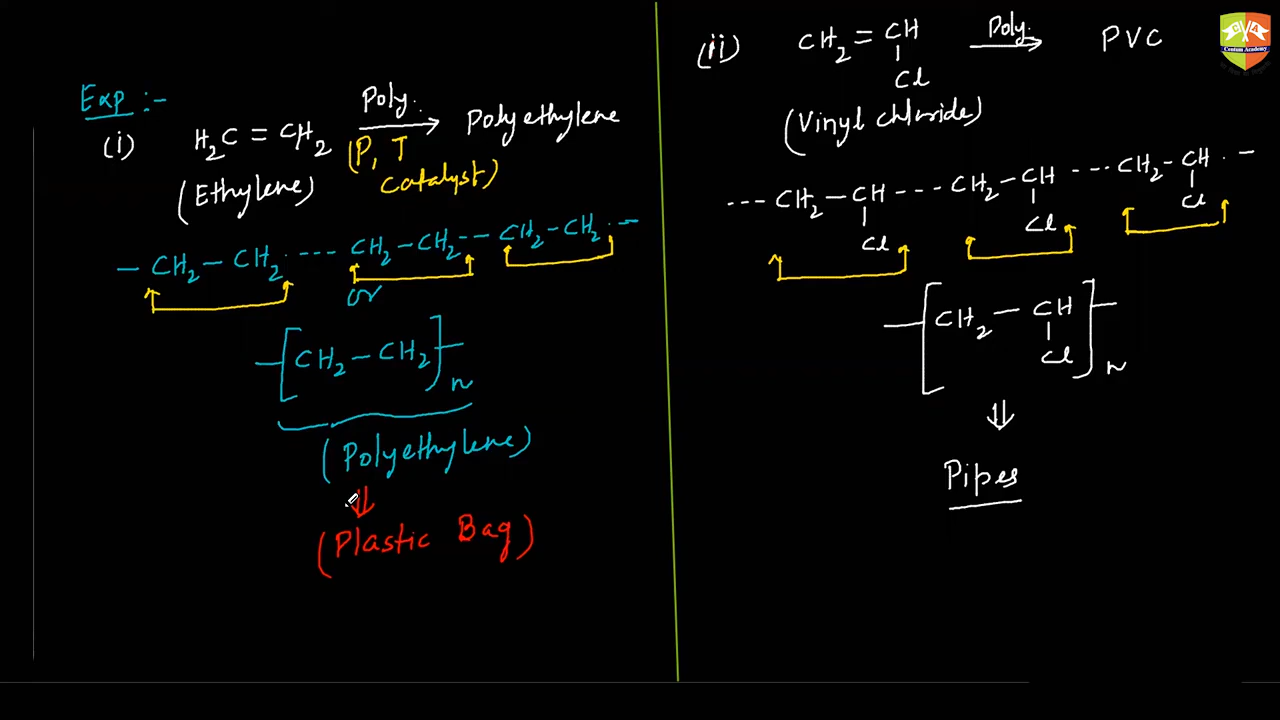 Exp :-
(i) H₂C = CH₂ Poly. → Polyethylene
(P, T
Catalyst)
(Ethylene)
— CH₂ — CH₂ ···· CH₂ — CH₂ -- CH₂ — CH₂ ·-
or
-[CH₂ — CH₂]-n
(Polyethylene)
⇓
(Plastic Bag)
(ii) CH₂ = CH Poly. → PVC
Cl
(Vinyl chloride)
--- CH₂ — CH --- CH₂ — CH ---- CH₂ — CH ·-
Cl Cl Cl
-[CH₂ — CH]-n
Cl
⇓
Pipes
Centum Academy